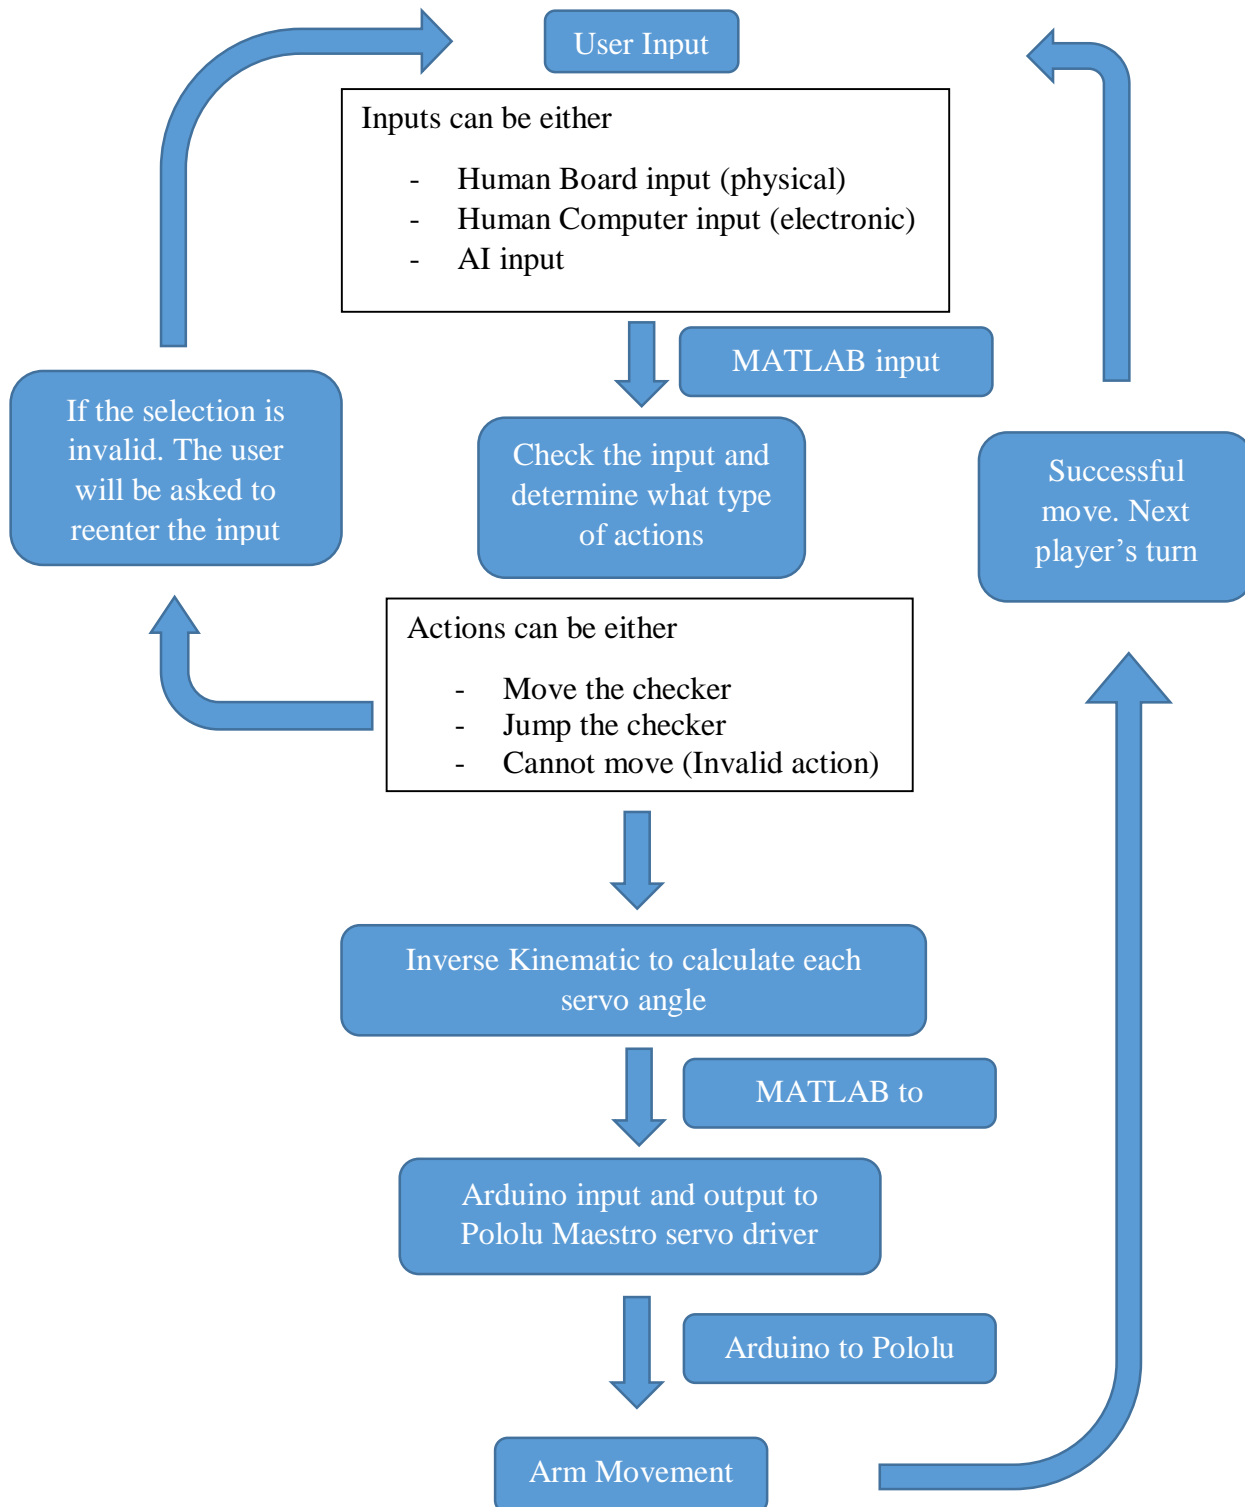 User Input
Inputs can be either
- Human Board input (physical)
- Human Computer input (electronic)
- AI input
MATLAB input
If the selection is
invalid. The user
will be asked to
reenter the input
Check the input and
determine what type
of actions
Successful
move. Next
player’s turn
Actions can be either
- Move the checker
- Jump the checker
- Cannot move (Invalid action)
Inverse Kinematic to calculate each
servo angle
MATLAB to
Arduino input and output to
Pololu Maestro servo driver
Arduino to Pololu
Arm Movement